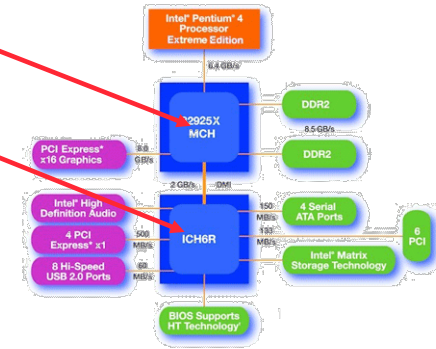 Intel® Pentium® 4
Processor
Extreme Edition
6.4 GB/s
82925X
MCH
DDR2
8.5 GB/s
DDR2
PCI Express*
x16 Graphics
8.0
GB/s
2 GB/s
DMI
Intel® High
Definition Audio
4 PCI
Express* x1
500
MB/s
8 Hi-Speed
USB 2.0 Ports
60
MB/s
ICH6R
150
MB/s
4 Serial
ATA Ports
133
MB/s
6
PCI
Intel® Matrix
Storage Technology
BIOS Supports
HT Technology¹